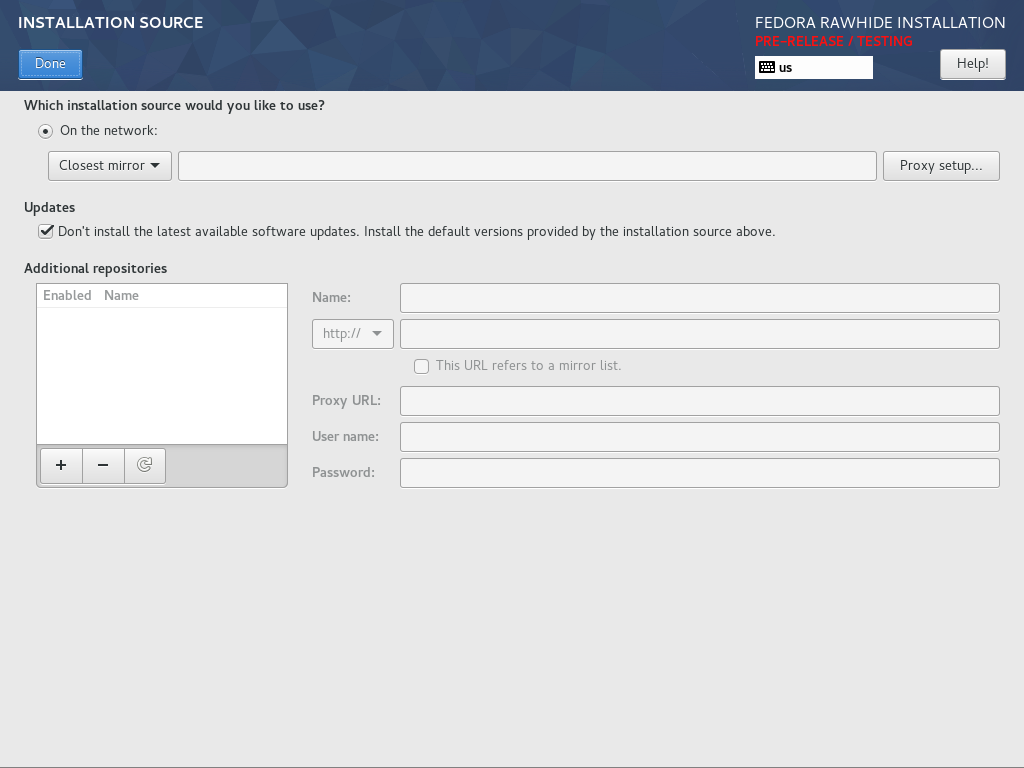 INSTALLATION SOURCE
FEDORA RAWHIDE INSTALLATION
PRE-RELEASE / TESTING
Done
us
Help!
Which installation source would you like to use?
On the network:
Closest mirror
Proxy setup...
Updates
Don't install the latest available software updates. Install the default versions provided by the installation source above.
Additional repositories
Enabled Name
Name:
http://
This URL refers to a mirror list.
Proxy URL:
User name:
Password: